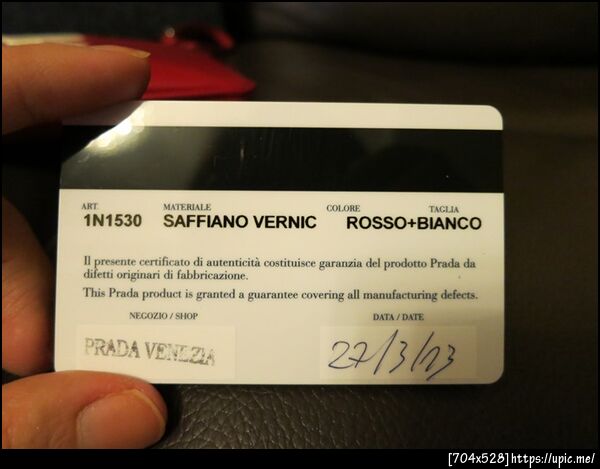 ART. MATERIALE COLORE TAGLIA
1N1530 SAFFIANO VERNIC ROSSO+BIANCO
Il presente certificato di autenticità costituisce garanzia del prodotto Prada da
difetti originari di fabbricazione.
This Prada product is granted a guarantee covering all manufacturing defects.
NEGOZIO / SHOP DATA / DATE
PRADA VENEZIA 27/3/13
[704x528]https://upic.me/